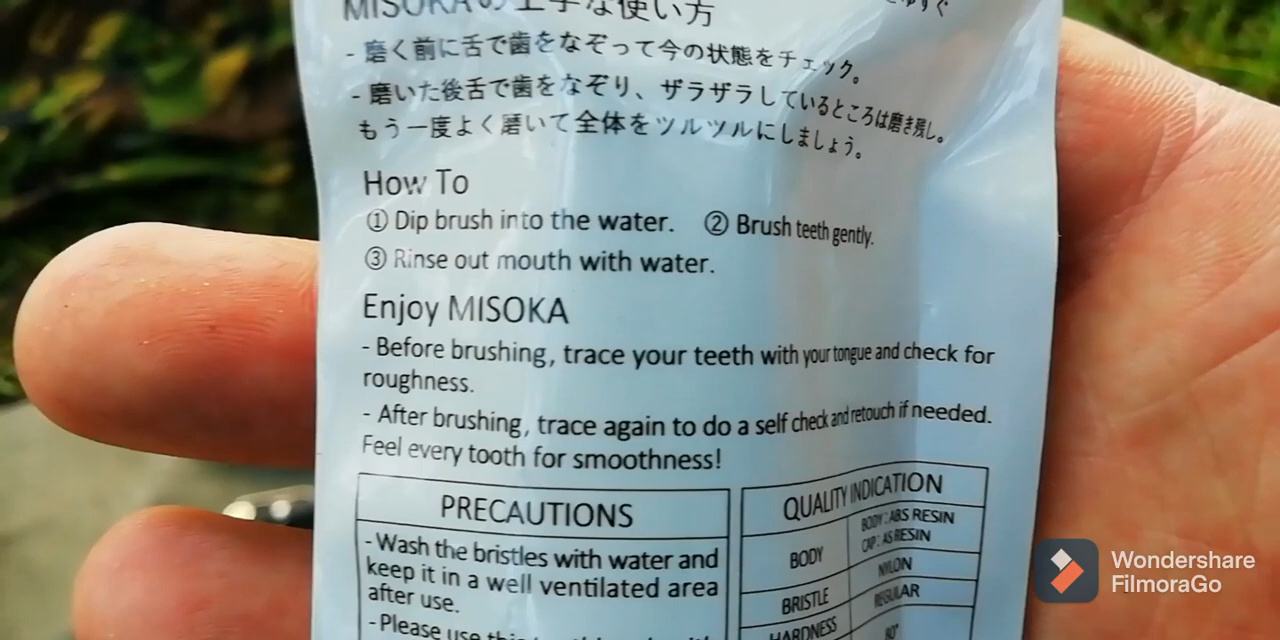 MISOKAの上手な使い方
- 磨く前に舌で歯をなぞって今の状態をチェック。
- 磨いた後舌で歯をなぞり、ザラザラしているところは磨き残し。
もう一度よく磨いて全体をツルツルにしましょう。
How To
① Dip brush into the water. ② Brush teeth gently.
③ Rinse out mouth with water.
Enjoy MISOKA
- Before brushing, trace your teeth with your tongue and check for
roughness.
- After brushing, trace again to do a self check and retouch if needed.
Feel every tooth for smoothness!
PRECAUTIONS
- Wash the bristles with water and
keep it in a well ventilated area
after use.
- Please use this
QUALITY INDICATION
BODY BODY : ABS RESIN
CAP : AS RESIN
BRISTLE NYLON
HARDNESS REGULAR
80°
Wondershare
FilmoraGo